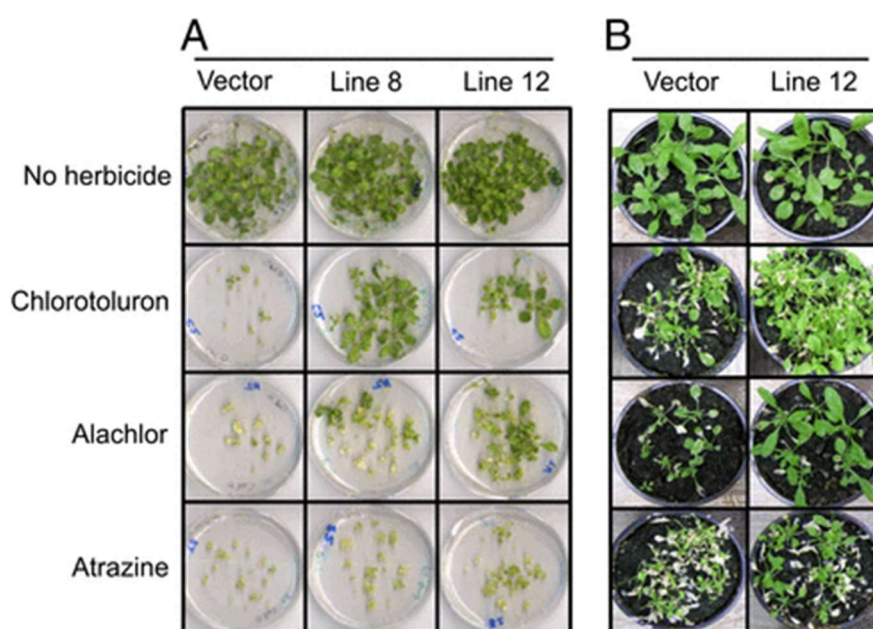 A B
Vector Line 8 Line 12 Vector Line 12
No herbicide
Chlorotoluron
Alachlor
Atrazine